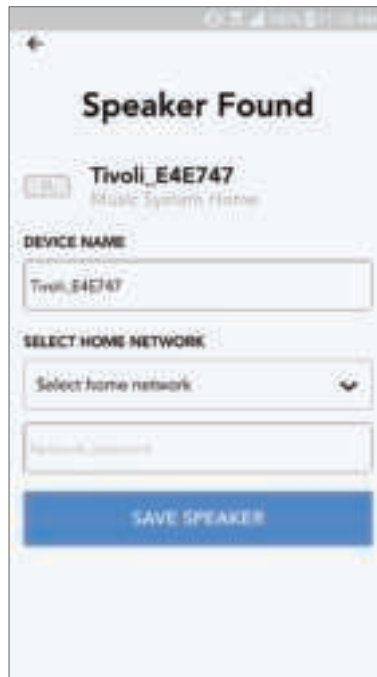 Speaker Found
Tivoli_E4E747
Music System Home
DEVICE NAME
Tivoli_E4E747
SELECT HOME NETWORK
Select home network
Network password
SAVE SPEAKER